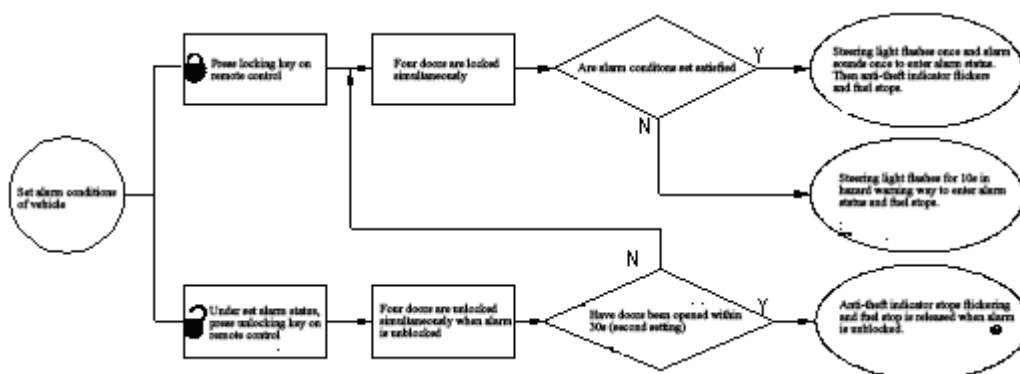 Set alarm conditions
of vehicle
Press locking key on
remote control
Four doors are locked
simultaneously
Are alarm conditons set satisfied
Y
N
Steering light flashes once and alarm
sounds once to enter alarm status.
Then anti-theft indicator flickers
and fuel stops.
Steering light flashes for 10s in
hazard warning way to enter alarm
status and fuel stops.
Under set alarm status,
press unlocking key on
remote control
Four doors are unlocked
simultaneously when alarm
is unblocked
N
Have doors been opened within
30s (second setting)
Y
Anti-theft indicator stops flickering
and fuel stop is released when alarm
is unblocked.